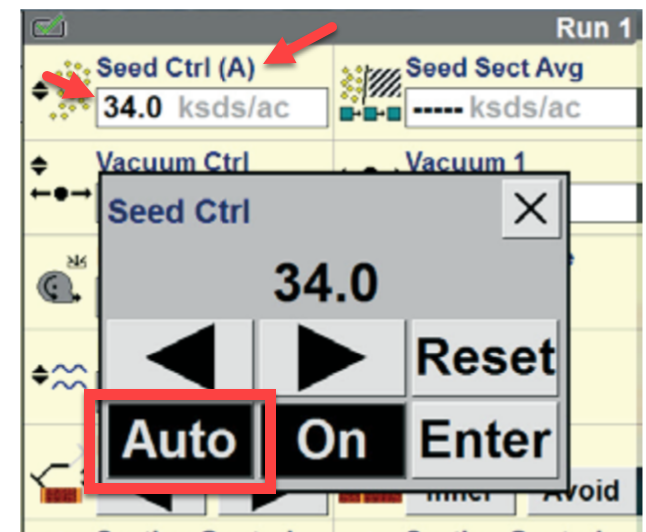 Run 1
Seed Ctrl (A)
34.0 ksds/ac
Seed Sect Avg
----- ksds/ac
Vacuum Ctrl
Vacuum 1
Seed Ctrl
34.0
Reset
Auto
On
Enter
Inner
Avoid